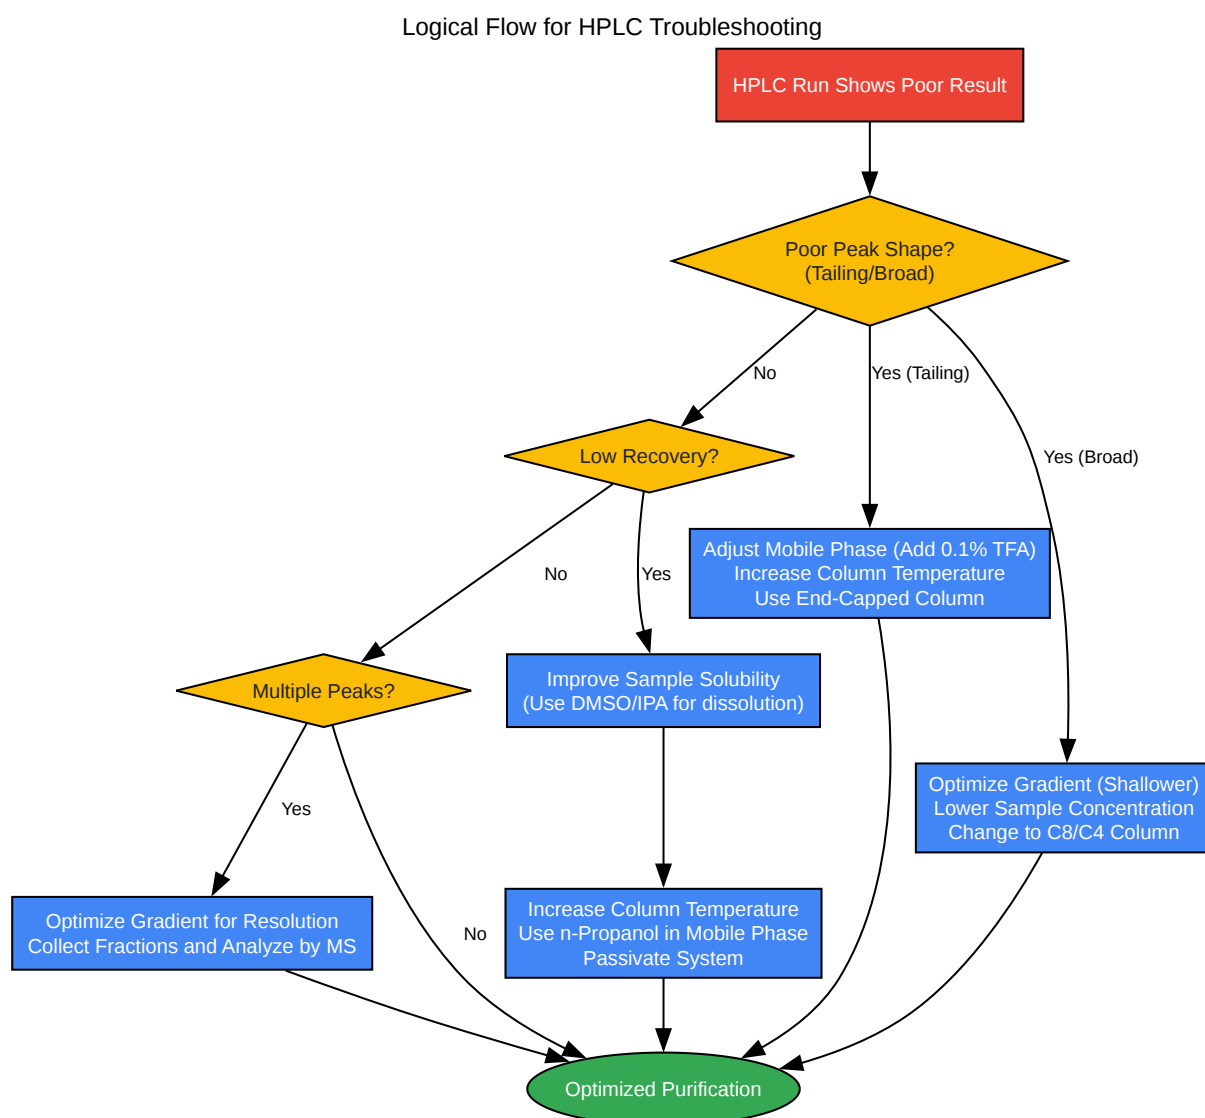 Logical Flow for HPLC Troubleshooting
HPLC Run Shows Poor Result
Poor Peak Shape?
(Tailing/Broad)
No
Yes (Tailing)
Yes (Broad)
Low Recovery?
No
Yes
Adjust Mobile Phase (Add 0.1% TFA)
Increase Column Temperature
Use End-Capped Column
Multiple Peaks?
Improve Sample Solubility
(Use DMSO/IPA for dissolution)
Optimize Gradient (Shallower)
Lower Sample Concentration
Change to C8/C4 Column
Yes
No
Optimize Gradient for Resolution
Collect Fractions and Analyze by MS
Increase Column Temperature
Use n-Propanol in Mobile Phase
Passivate System
Optimized Purification